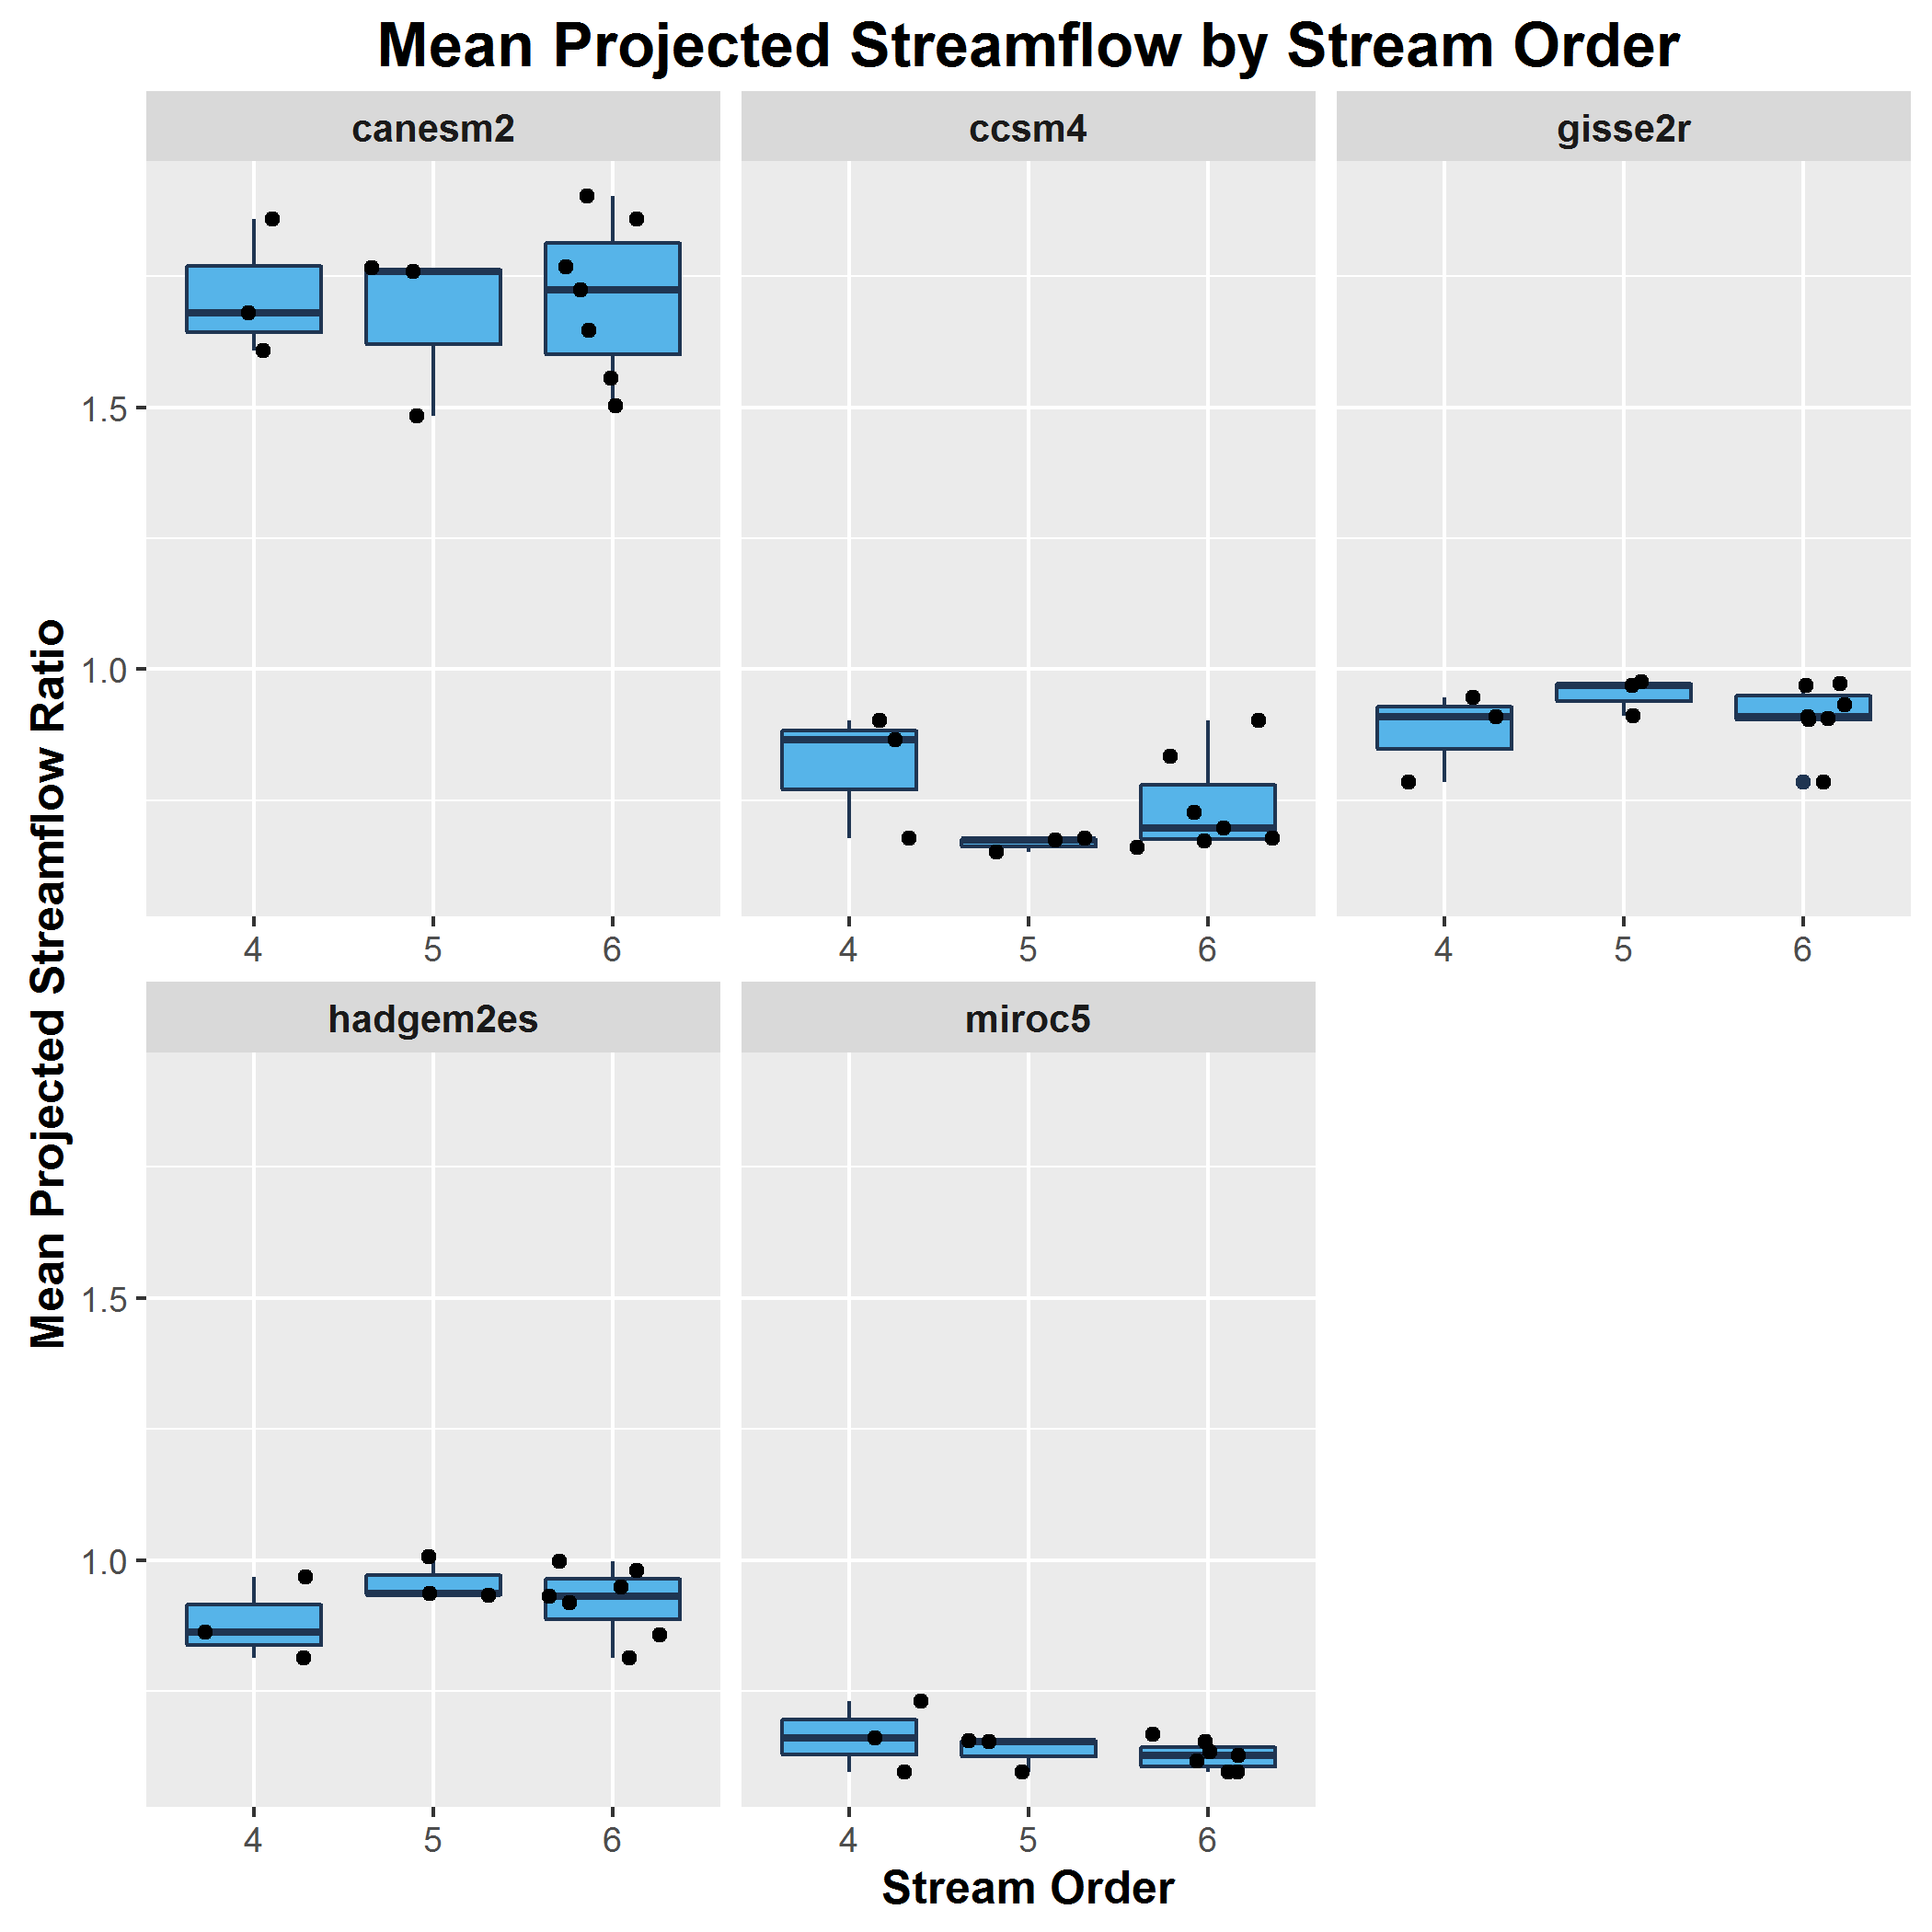 Mean Projected Streamflow by Stream Order
canesm2
ccsm4
gisse2r
1.5
1.0
4 5 6
4 5 6
4 5 6
Mean Projected Streamflow Ratio
hadgem2es
miroc5
1.5
1.0
4 5 6
4 5 6
Stream Order